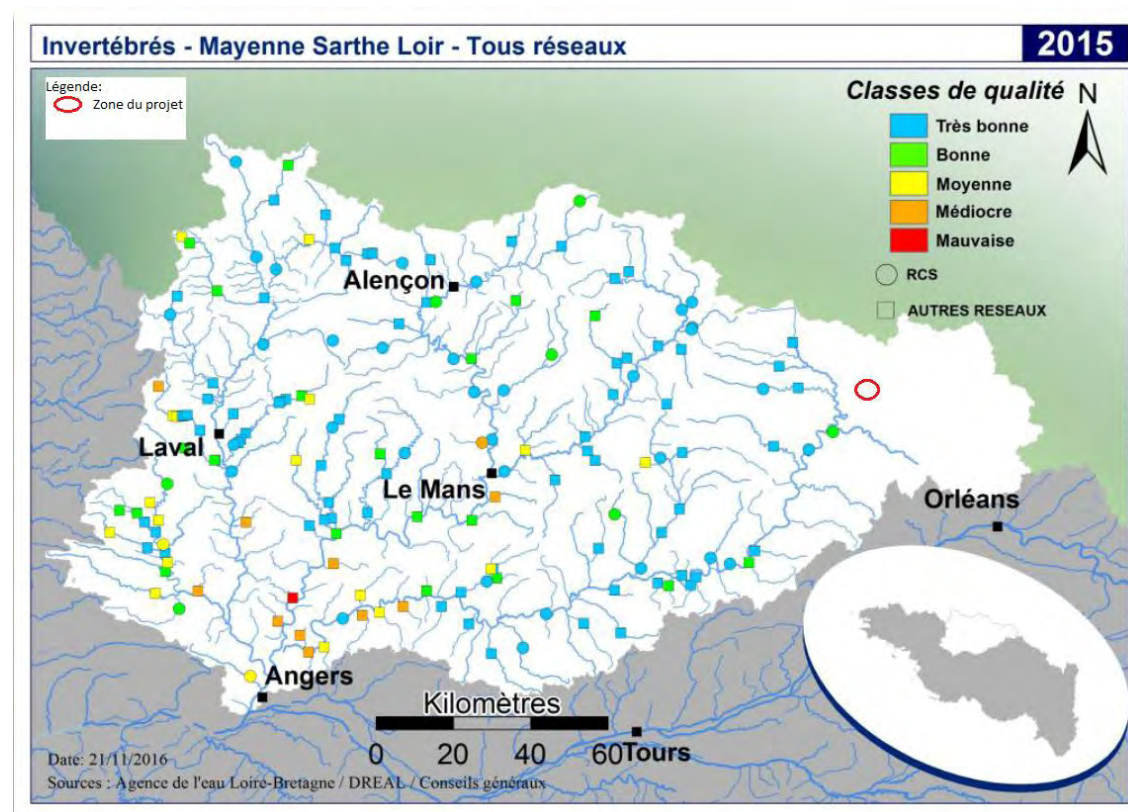 Invertébrés - Mayenne Sarthe Loir - Tous réseaux
2015
Légende:
Zone du projet
Classes de qualité
N
Très bonne
Bonne
Moyenne
Médiocre
Mauvaise
RCS
AUTRES RESEAUX
Alençon
Laval
Le Mans
Orléans
Angers
Kilomètres
0 20 40 60
Tours
Date: 21/11/2016
Sources : Agence de l'eau Loire-Bretagne / DREAL / Conseils généraux